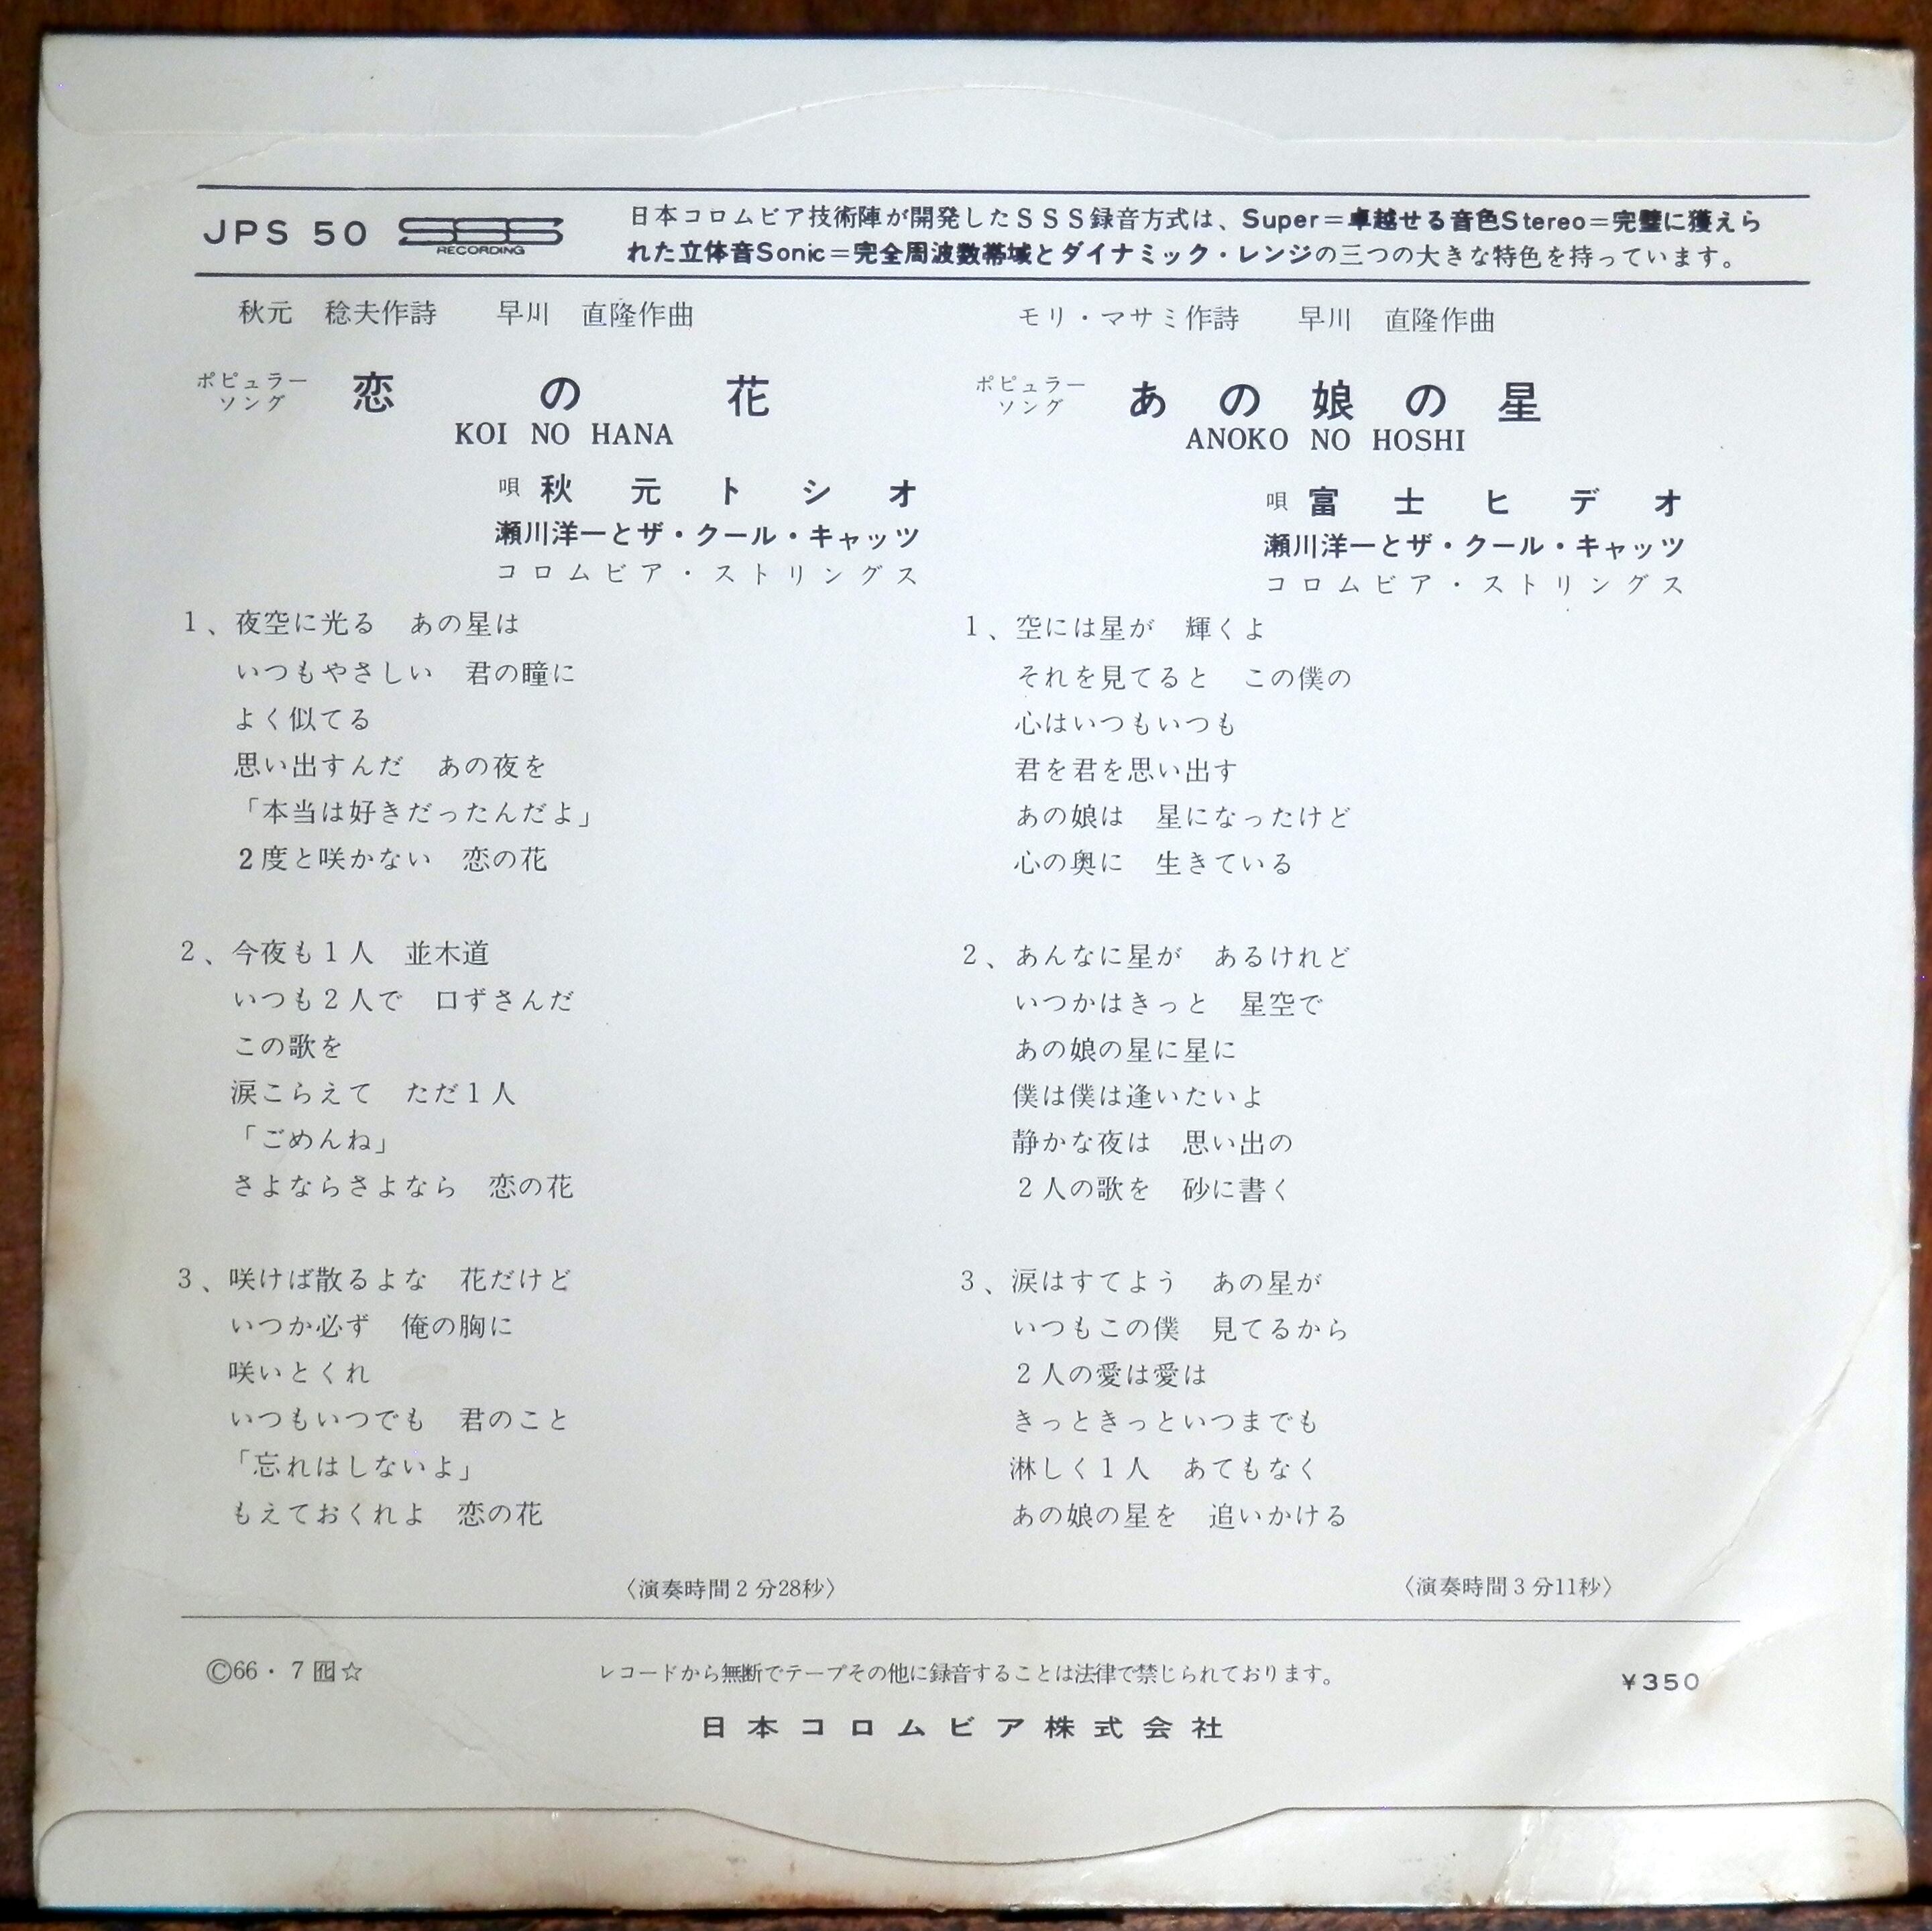 JPS 50 SSS RECORDING
日本コロムビア技術陣が開発したSSS録音方式は、Super=卓越せる音色Stereo=完璧に獲えら
れた立体音Sonic=完全周波数帯域とダイナミック・レンジの三つの大きな特色を持っています。
秋元 稔夫作詩 早川 直隆作曲
ポピュラー
ソング
恋の花
KOI NO HANA
唄 秋元トシオ
瀬川洋一とザ・クール・キャッツ
コロムビア・ストリングス
1、夜空に光る あの星は
いつもやさしい 君の瞳に
よく似てる
思い出すんだ あの夜を
「本当は好きだったんだよ」
2度と咲かない 恋の花
2、今夜も1人 並木道
いつも2人で 口ずさんだ
この歌を
涙こらえて ただ1人
「ごめんね」
さよならさよなら 恋の花
3、咲けば散るよな 花だけど
いつか必ず 俺の胸に
咲いとくれ
いつもいつでも 君のこと
「忘れはしないよ」
もえておくれよ 恋の花
〈演奏時間2分28秒〉
モリ・マサミ作詩 早川 直隆作曲
ポピュラー
ソング
あの娘の星
ANOKO NO HOSHI
唄 富士ヒデオ
瀬川洋一とザ・クール・キャッツ
コロムビア・ストリングス
1、空には星が 輝くよ
それを見てると この僕の
心はいつもいつも
君を君を思い出す
あの娘は 星になったけど
心の奥に 生きている
2、あんなに星が あるけれど
いつかはきっと 星空で
あの娘の星に星に
僕は僕は逢いたいよ
静かな夜は 思い出の
2人の歌を 砂に書く
3、涙はすてよう あの星が
いつもこの僕 見てるから
2人の愛は愛は
きっときっといつまでも
淋しく1人 あてもなく
あの娘の星を 追いかける
〈演奏時間3分11秒〉
Ⓒ66・7 ☆
レコードから無断でテープその他に録音することは法律で禁じられております。
¥350
日本コロムビア株式会社